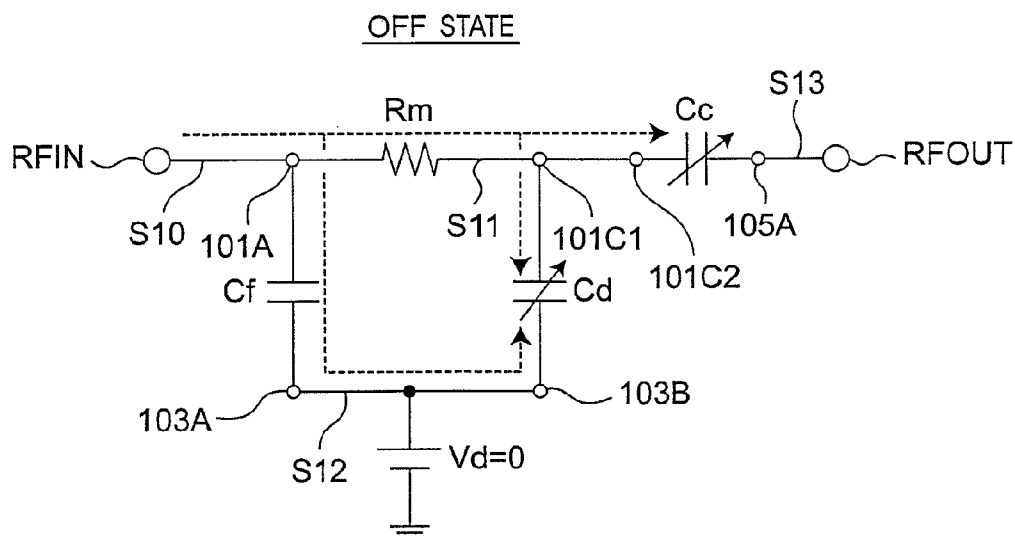 OFF STATE
S13
Rm
Cc
RFIN
RFOUT
S10
101A
S11
101C1
105A
101C2
Cf
Cd
103A
103B
S12
Vd=0